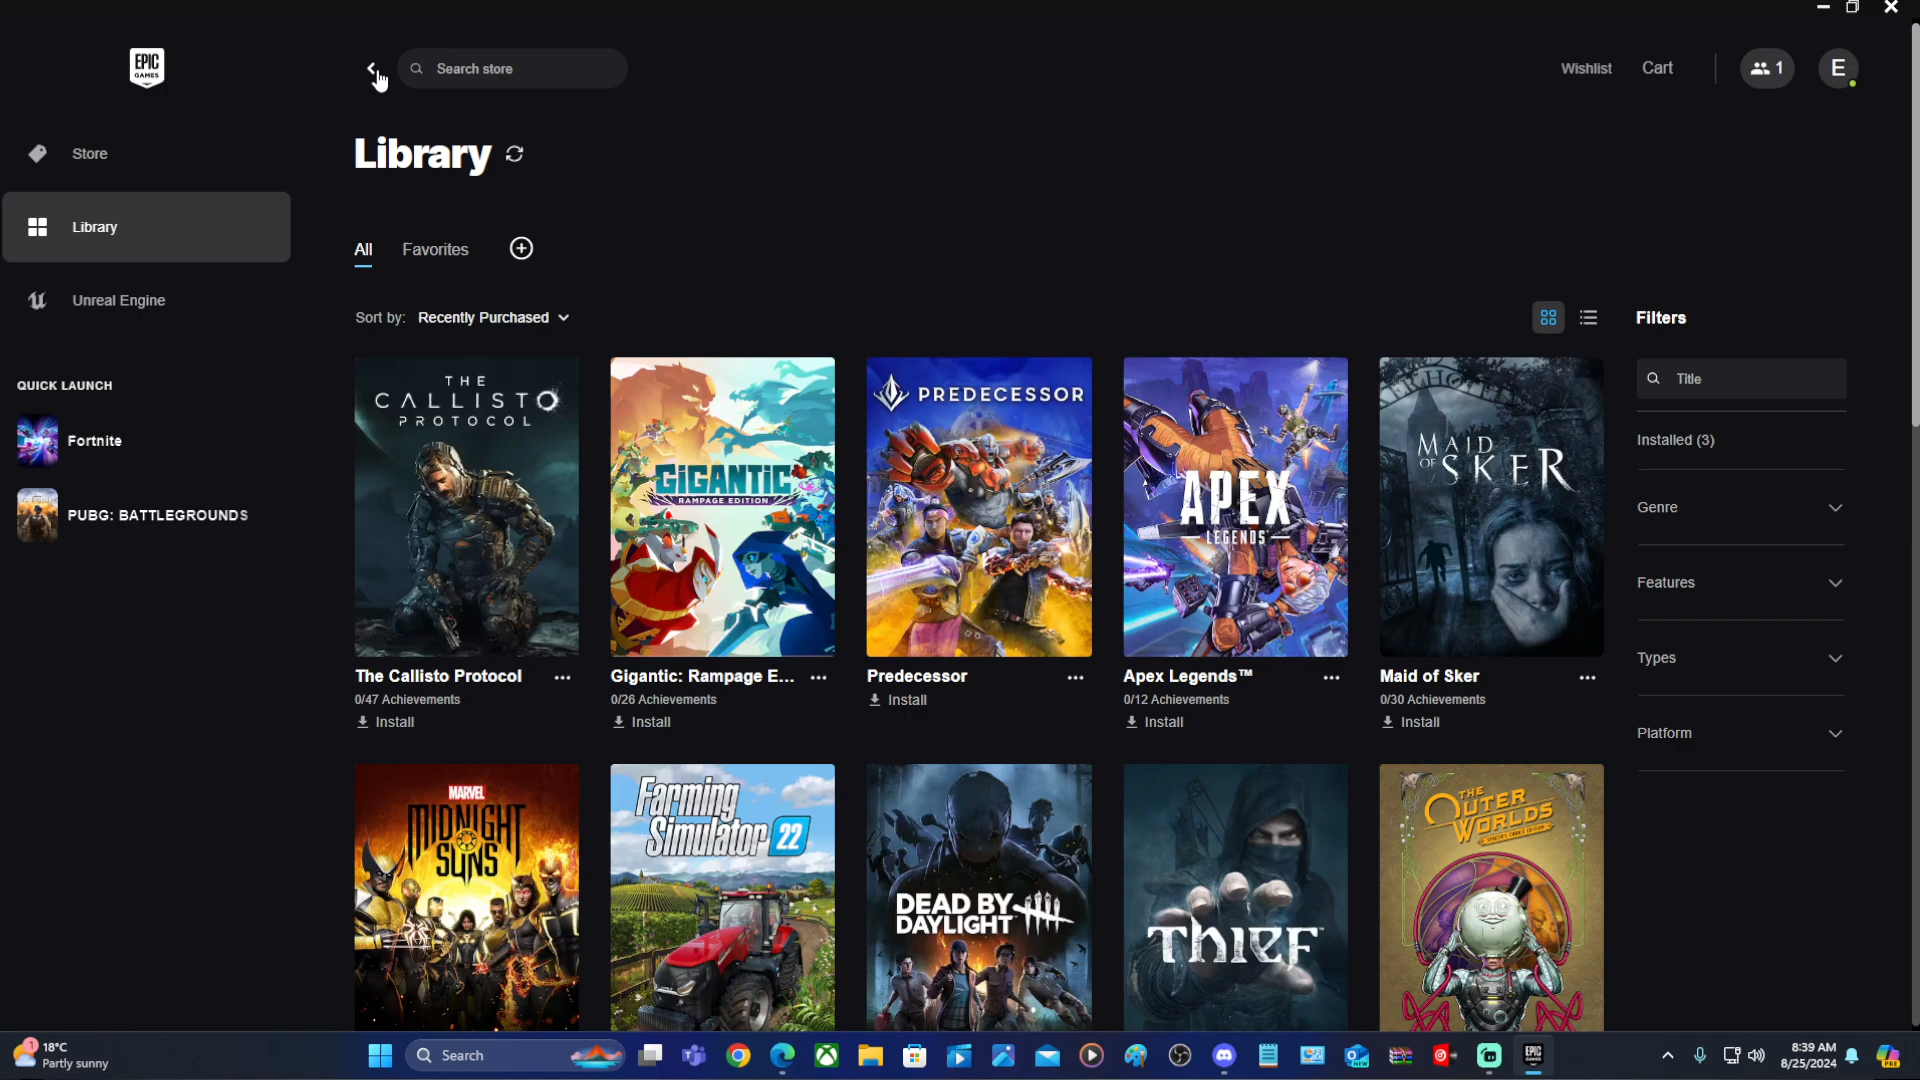 EPIC
GAMES
Search store
Wishlist
Cart
1
E
Store
Library
Unreal Engine
QUICK LAUNCH
Fortnite
PUBG: BATTLEGROUNDS
Library
All
Favorites
Sort by: Recently Purchased
THE
CALLISTO
PROTOCOL
The Callisto Protocol
0/47 Achievements
Install
GIGANTIC
RAMPAGE EDITION
Gigantic: Rampage E...
0/26 Achievements
Install
PREDECESSOR
Predecessor
Install
APEX
LEGENDS
Apex Legends™
0/12 Achievements
Install
MAID
OF SKER
Maid of Sker
0/30 Achievements
Install
MARVEL
MIDNIGHT
SUNS
Farming
Simulator 22
DEAD BY
DAYLIGHT
THIEF
THE
OUTER
WORLDS
Filters
Title
Installed (3)
Genre
Features
Types
Platform
1
18°C
Partly sunny
Search
NEW
EPIC
8:39 AM
8/25/2024
PRE